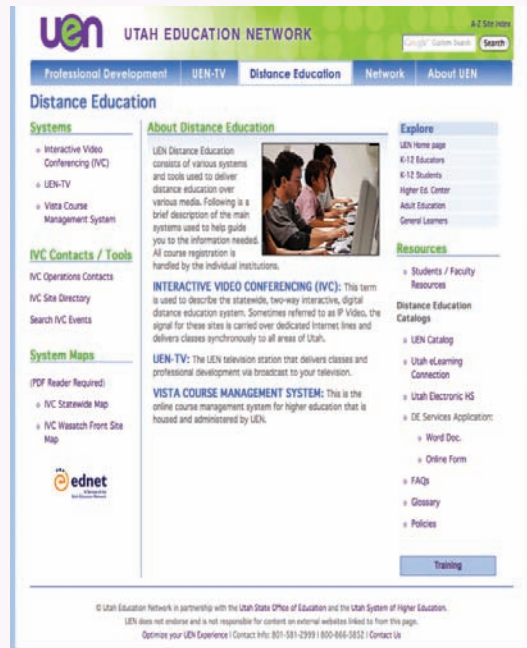 uen UTAH EDUCATION NETWORK
A-Z Site Index
Google™ Custom Search Search
Professional Development UEN-TV Distance Education Network About UEN
Distance Education
Systems
Interactive Video
Conferencing (IVC)
UEN-TV
Vista Course
Management System
IVC Contacts / Tools
IVC Operations Contacts
IVC Site Directory
Search IVC Events
System Maps
(PDF Reader Required)
IVC Statewide Map
IVC Wasatch Front Site
Map
ednet
A Service of the
Utah Education Network
About Distance Education
UEN Distance Education
consists of various systems
and tools used to deliver
distance education over
various media. Following is a
brief description of the main
systems used to help guide
you to the information needed.
All course registration is
handled by the individual institutions.
INTERACTIVE VIDEO CONFERENCING (IVC): This term
is used to describe the statewide, two-way interactive, digital
distance education system. Sometimes referred to as IP Video, the
signal for these sites is carried over dedicated Internet lines and
delivers classes synchronously to all areas of Utah.
UEN-TV: The UEN television station that delivers classes and
professional development via broadcast to your television.
VISTA COURSE MANAGEMENT SYSTEM: This is the
online course management system for higher education that is
housed and administered by UEN.
Explore
UEN Home page
K-12 Educators
K-12 Students
Higher Ed. Center
Adult Education
General Learners
Resources
Students / Faculty
Resources
Distance Education
Catalogs
UEN Catalog
Utah eLearning
Connection
Utah Electronic HS
DE Services Application:
Word Doc.
Online Form
FAQs
Glossary
Policies
Training
© Utah Education Network in partnership with the Utah State Office of Education and the Utah System of Higher Education.
UEN does not endorse and is not responsible for content on external websites linked to from this page.
Optimize your UEN Experience | Contact Info: 801-581-2999 | 800-866-5852 | Contact Us